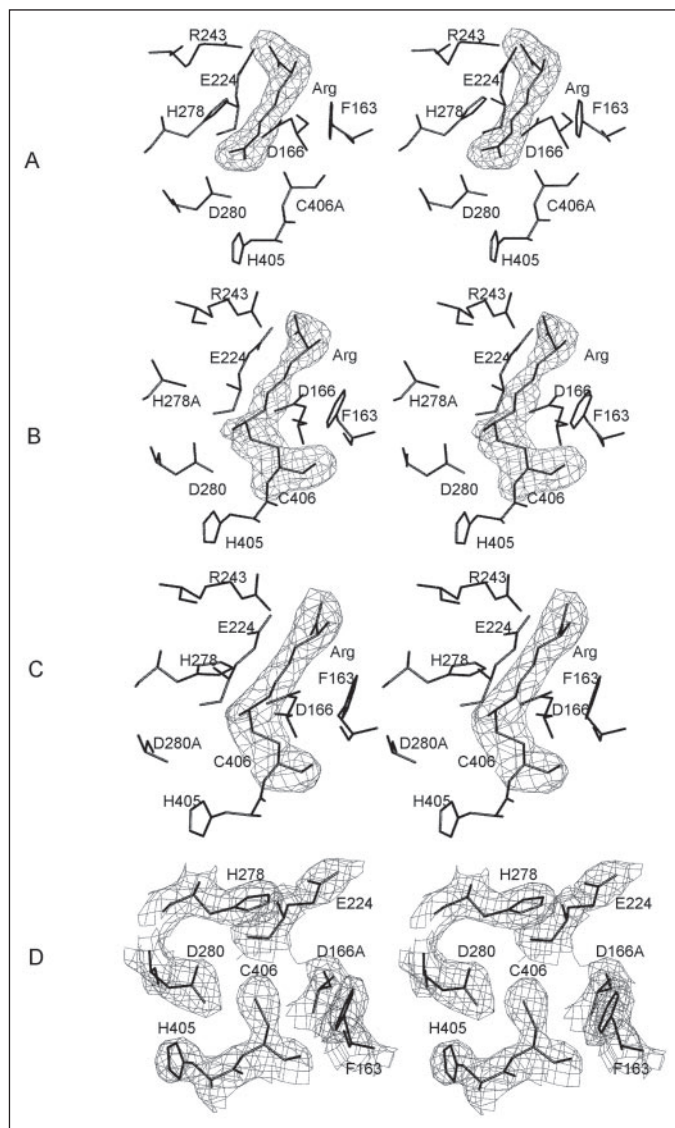 A
R243
E224
Arg
H278
F163
D166
D280
C406A
H405
R243
E224
Arg
H278
F163
D166
D280
C406A
H405
B
R243
E224
Arg
H278A
D166
F163
D280
C406
H405
R243
E224
Arg
H278A
D166
F163
D280
C406
H405
C
R243
E224
Arg
H278
F163
D166
D280A
C406
H405
R243
E224
Arg
H278
F163
D166
D280A
C406
H405
D
H278
E224
D280
D166A
C406
H405
F163
H278
E224
D280
D166A
C406
H405
F163